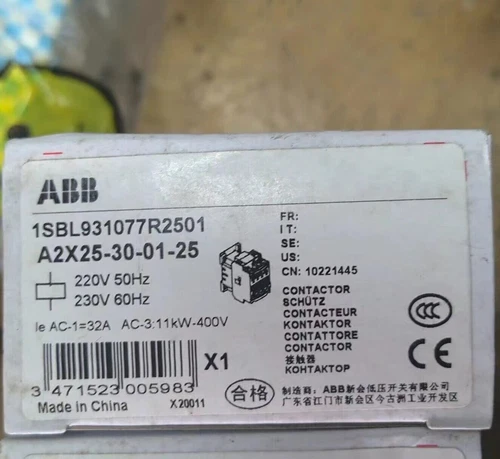 ABB
1SBL931077R2501
A2X25-30-01-25
220V 50Hz
230V 60Hz
Ie AC-1=32A AC-3:11kW-400V
X1
3 471523 005983
Made in China
X20011
合格
FR:
IT:
SE:
US:
CN: 10221445
CONTACTOR
SCHÜTZ
CONTACTEUR
KONTAKTOR
CONTATTORE
CONTACTOR
接触器
КОНТАКТОР
CCC
CE
制造商：ABB新会低压开关有限公司
广东省江门市新会区今古洲工业开发区